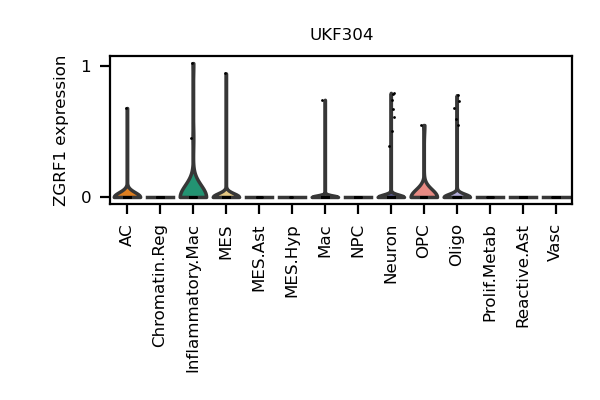 UKF304
ZGRF1 expression
1
0
AC
Chromatin.Reg
Inflammatory.Mac
MES
MES.Ast
MES.Hyp
Mac
NPC
Neuron
OPC
Oligo
Prolif.Metab
Reactive.Ast
Vasc